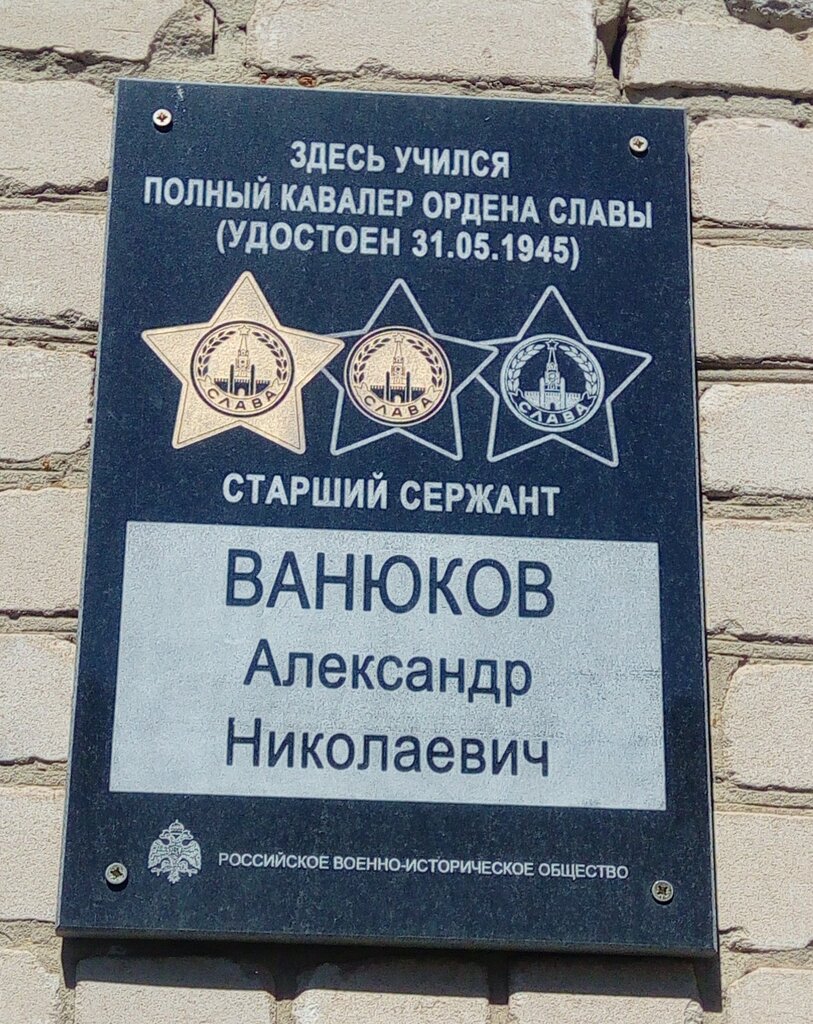 ЗДЕСЬ УЧИЛСЯ
ПОЛНЫЙ КАВАЛЕР ОРДЕНА СЛАВЫ
(УДОСТОЕН 31.05.1945)
СЛАВА СЛАВА СЛАВА
СТАРШИЙ СЕРЖАНТ
ВАНЮКОВ
Александр
Николаевич
РОССИЙСКОЕ ВОЕННО-ИСТОРИЧЕСКОЕ ОБЩЕСТВО